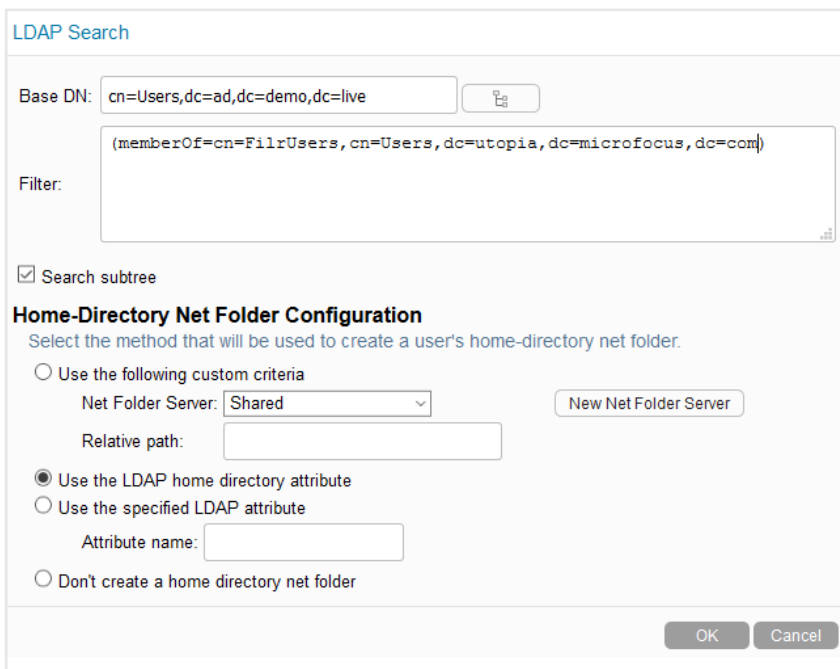 LDAP Search
Base DN: cn=Users,dc=ad,dc=demo,dc=live
(memberOf=cn=FilrUsers,cn=Users,dc=utopia,dc=microfocus,dc=com)
Filter:
Search subtree
Home-Directory Net Folder Configuration
Select the method that will be used to create a user's home-directory net folder.
Use the following custom criteria
Net Folder Server: Shared New Net Folder Server
Relative path:
Use the LDAP home directory attribute
Use the specified LDAP attribute
Attribute name:
Don't create a home directory net folder
OK Cancel